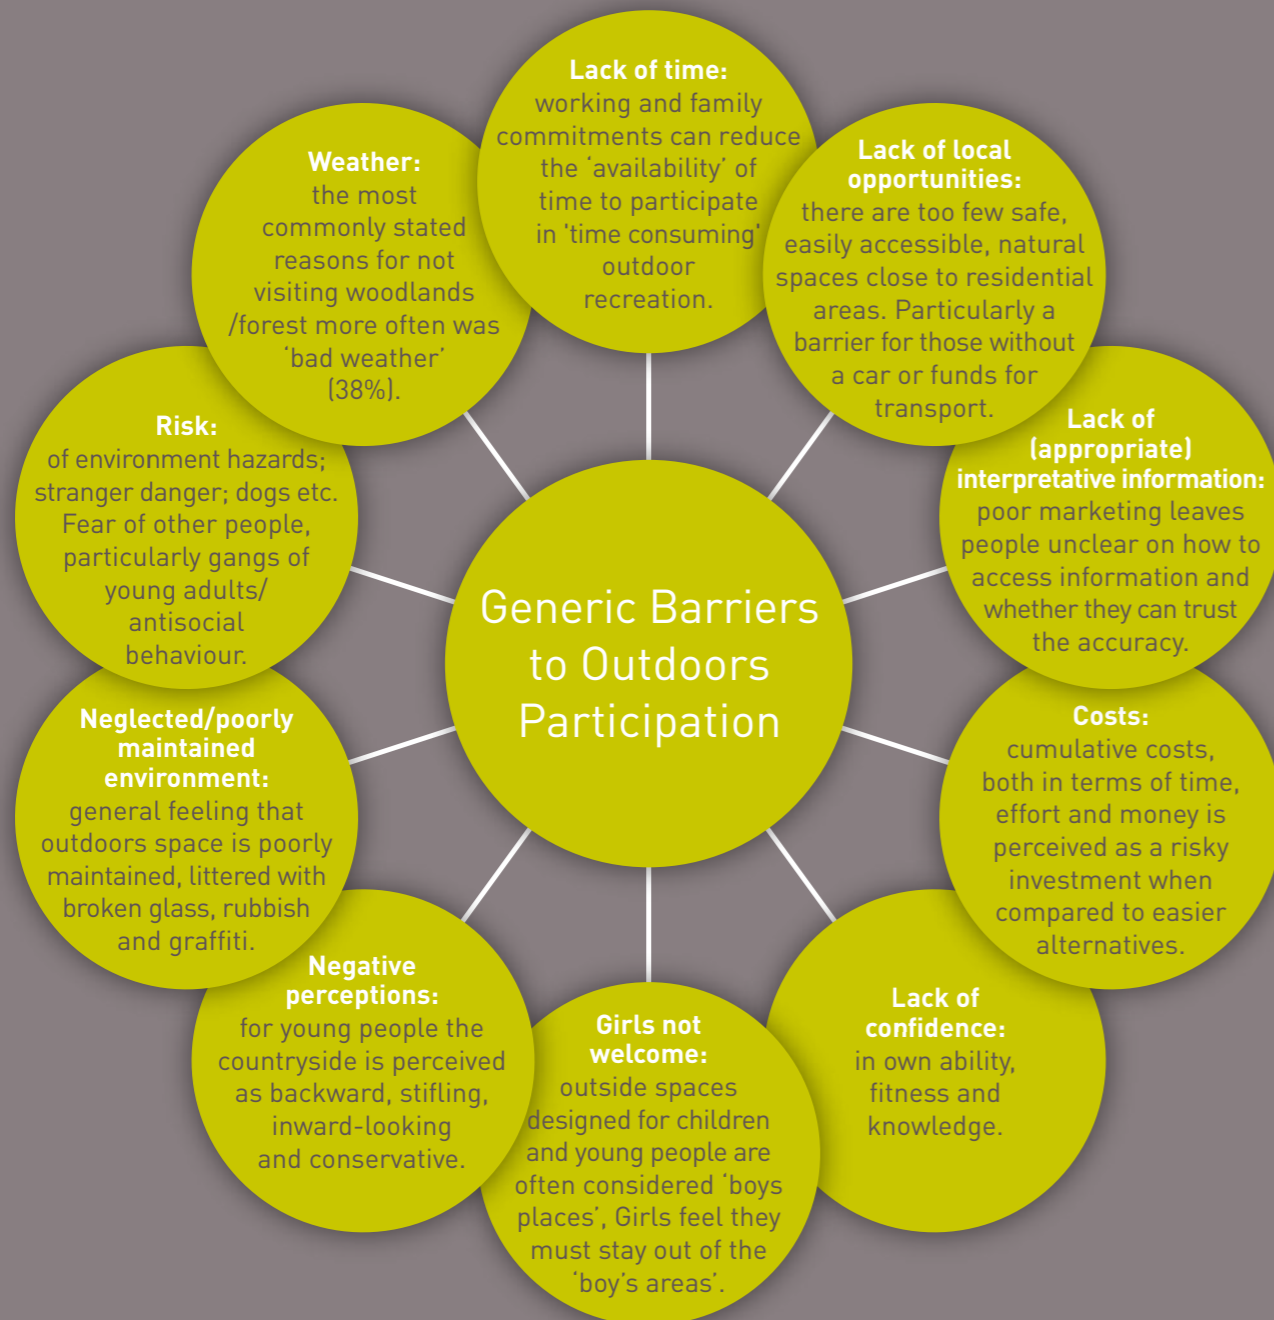 Generic Barriers
to Outdoors
Participation
Lack of time:
working and family
commitments can reduce
the ‘availability’ of
time to participate
in 'time consuming'
outdoor
recreation.
Lack of local
opportunities:
there are too few safe,
easily accessible, natural
spaces close to residential
areas. Particularly a
barrier for those without
a car or funds for
transport.
Lack of
(appropriate)
interpretative information:
poor marketing leaves
people unclear on how to
access information and
whether they can trust
the accuracy.
Costs:
cumulative costs,
both in terms of time,
effort and money is
perceived as a risky
investment when
compared to easier
alternatives.
Lack of
confidence:
in own ability,
fitness and
knowledge.
Girls not
welcome:
outside spaces
designed for children
and young people are
often considered ‘boys
places’, Girls feel they
must stay out of the
‘boy’s areas’.
Negative
perceptions:
for young people the
countryside is perceived
as backward, stifling,
inward-looking
and conservative.
Neglected/poorly
maintained
environment:
general feeling that
outdoors space is poorly
maintained, littered with
broken glass, rubbish
and graffiti.
Risk:
of environment hazards;
stranger danger; dogs etc.
Fear of other people,
particularly gangs of
young adults/
antisocial
behaviour.
Weather:
the most
commonly stated
reasons for not
visiting woodlands
/forest more often was
‘bad weather’
(38%).